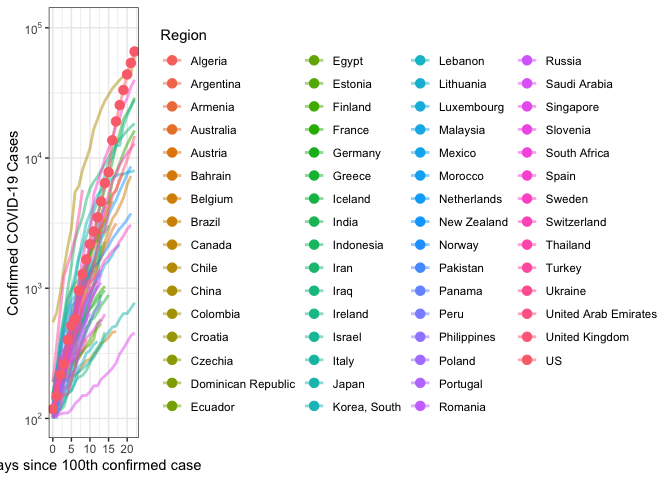 Confirmed COVID-19 Cases
10^5
10^4
10^3
10^2
0 5 10 15 20
ays since 100th confirmed case
Region
Algeria
Argentina
Armenia
Australia
Austria
Bahrain
Belgium
Brazil
Canada
Chile
China
Colombia
Croatia
Czechia
Dominican Republic
Ecuador
Egypt
Estonia
Finland
France
Germany
Greece
Iceland
India
Indonesia
Iran
Iraq
Ireland
Israel
Italy
Japan
Korea, South
Lebanon
Lithuania
Luxembourg
Malaysia
Mexico
Morocco
Netherlands
New Zealand
Norway
Pakistan
Panama
Peru
Philippines
Poland
Portugal
Romania
Russia
Saudi Arabia
Singapore
Slovenia
South Africa
Spain
Sweden
Switzerland
Thailand
Turkey
Ukraine
United Arab Emirates
United Kingdom
US